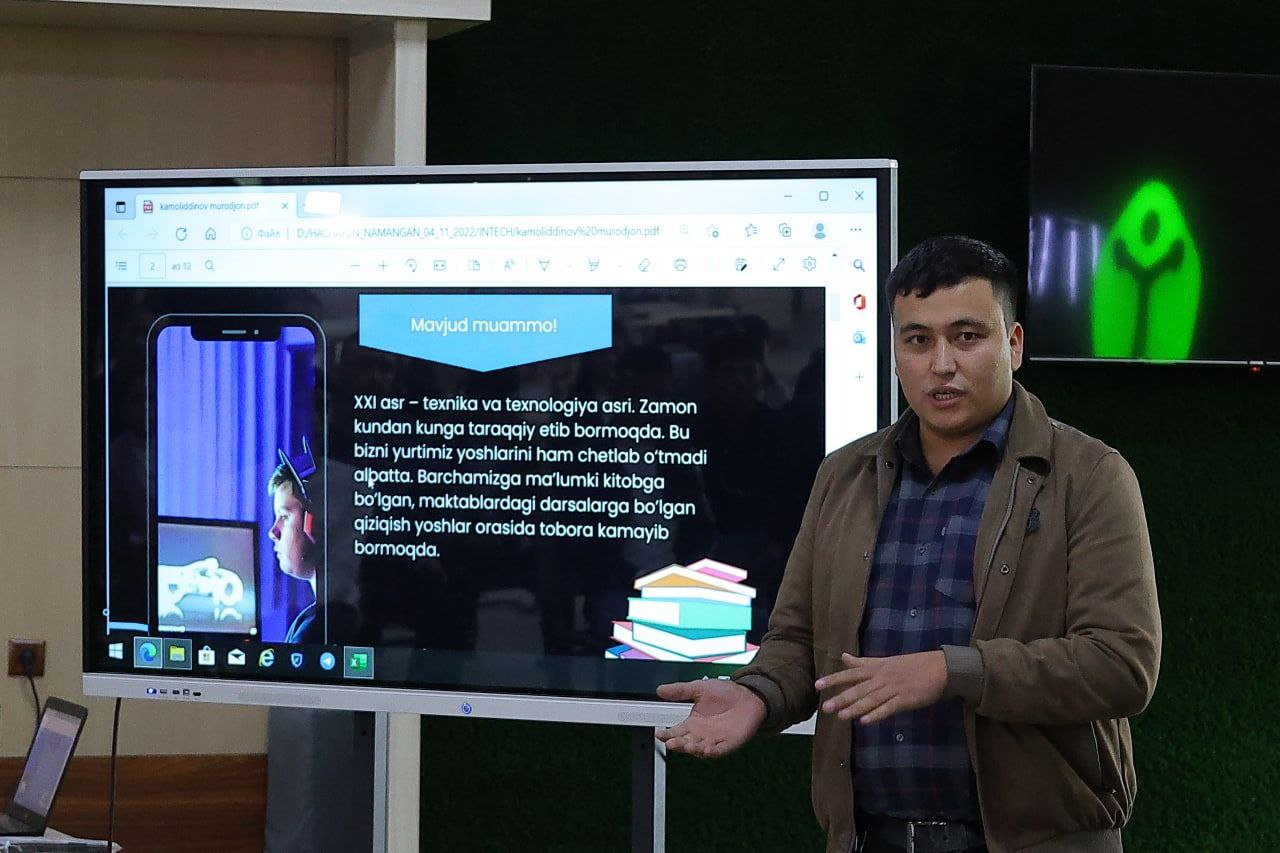 kamoliddinov murodjon.pdf
Файл
D:/HACKATON_NAMANGAN_04_11_2022/INTECH/kamoliddinov%20murodjon.pdf
2
из 12
Mavjud muammo!
XXI asr – texnika va texnologiya asri. Zamon
kundan kunga taraqqiy etib bormoqda. Bu
bizni yurtimiz yoshlarini ham chetlab o‘tmadi
albatta. Barchamizga ma’lumki kitobga
bo‘lgan, maktablardagi darsalarga bo‘lgan
qiziqish yoshlar orasida tobora kamayib
bormoqda.